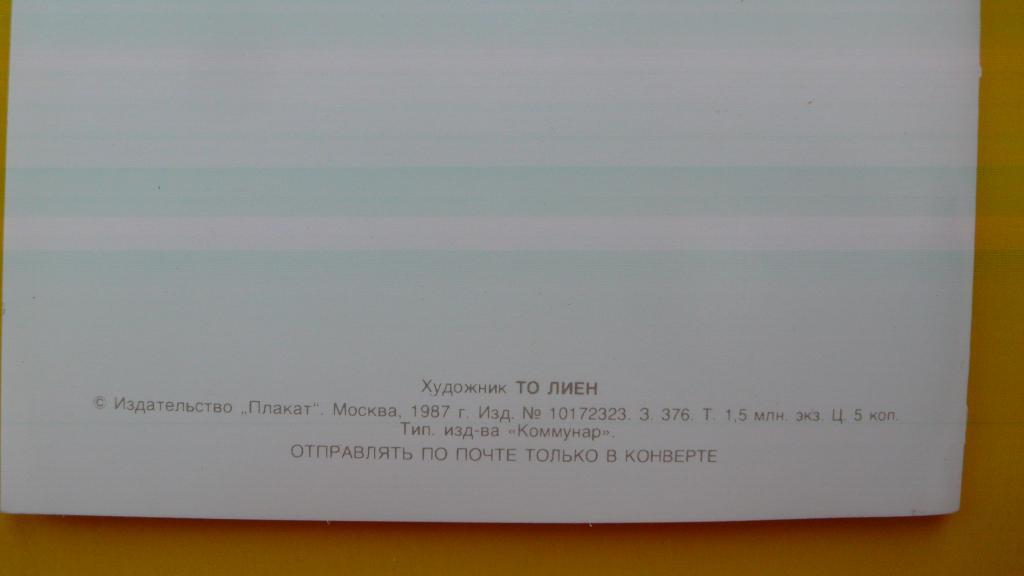 Художник ТО ЛИЕН
© Издательство „Плакат“. Москва, 1987 г. Изд. № 10172323. З. 376. Т. 1,5 млн. экз. Ц. 5 коп.
Тип. изд-ва «Коммунар».
ОТПРАВЛЯТЬ ПО ПОЧТЕ ТОЛЬКО В КОНВЕРТЕ